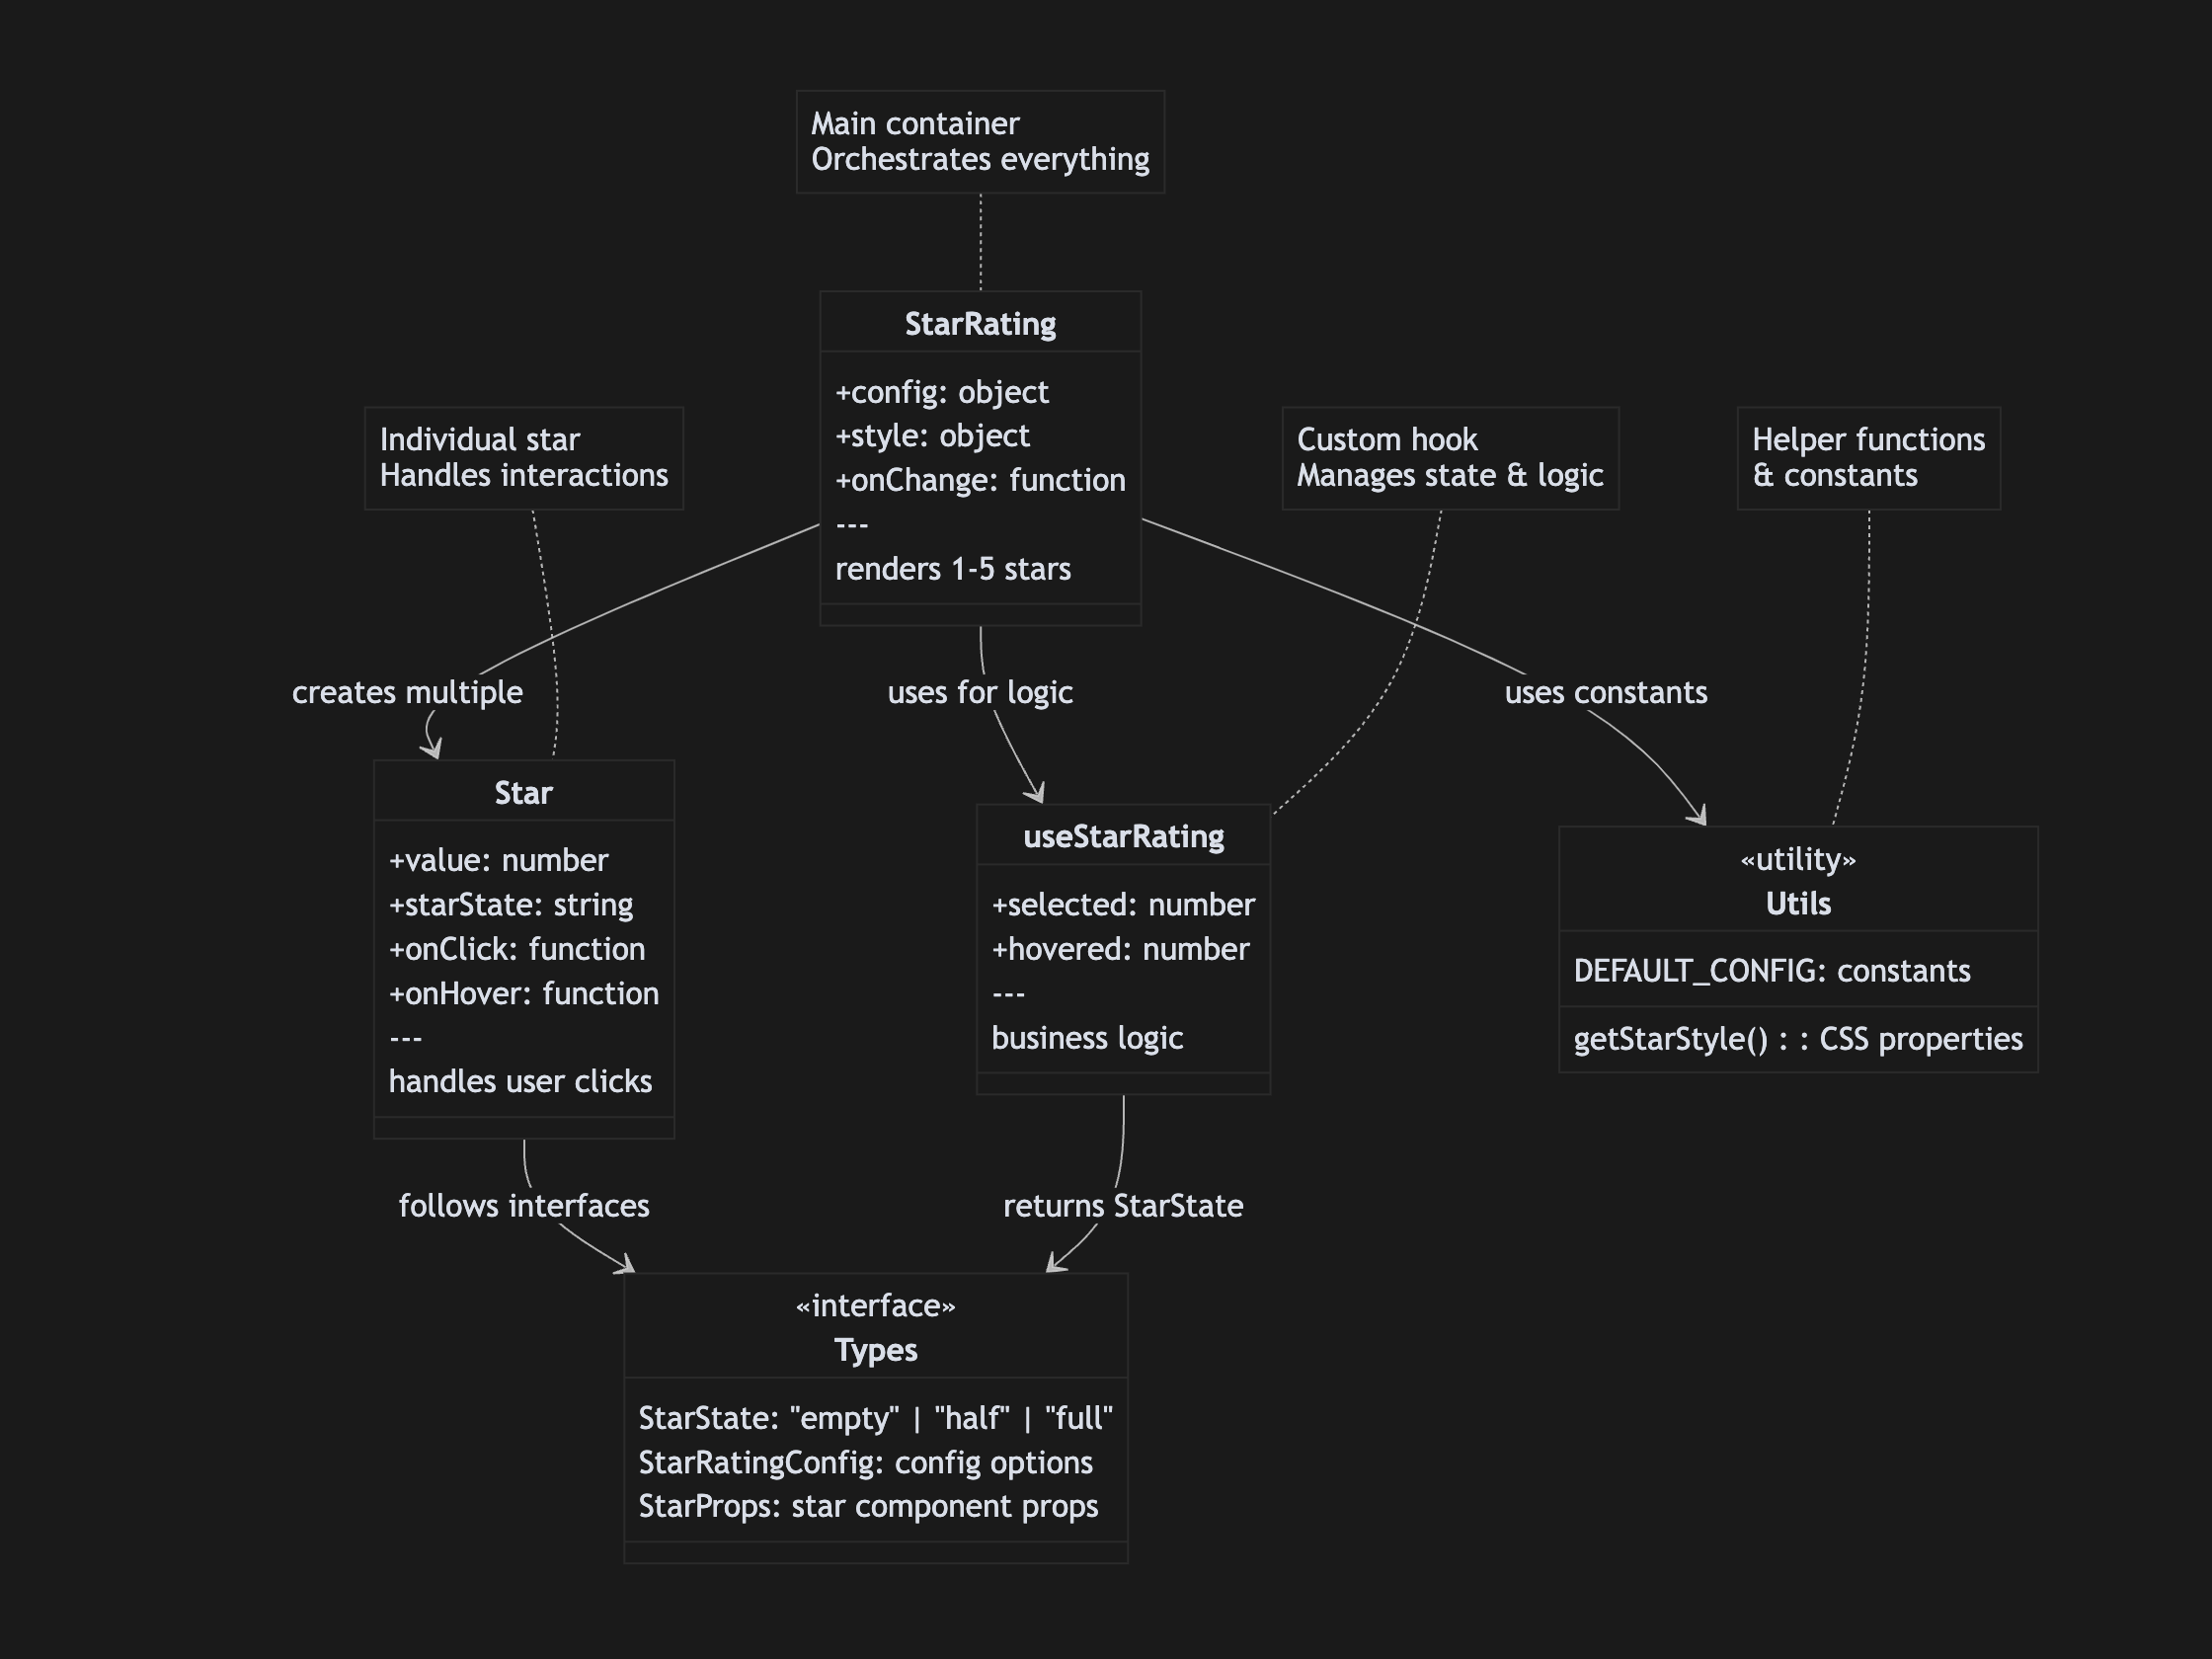 Main container
Orchestrates everything
StarRating
+config: object
+style: object
+onChange: function
---
renders 1-5 stars
Individual star
Handles interactions
Custom hook
Manages state & logic
Helper functions
& constants
creates multiple
uses for logic
uses constants
Star
+value: number
+starState: string
+onClick: function
+onHover: function
---
handles user clicks
useStarRating
+selected: number
+hovered: number
---
business logic
«utility»
Utils
DEFAULT_CONFIG: constants
getStarStyle() : : CSS properties
follows interfaces
returns StarState
«interface»
Types
StarState: "empty" | "half" | "full"
StarRatingConfig: config options
StarProps: star component props